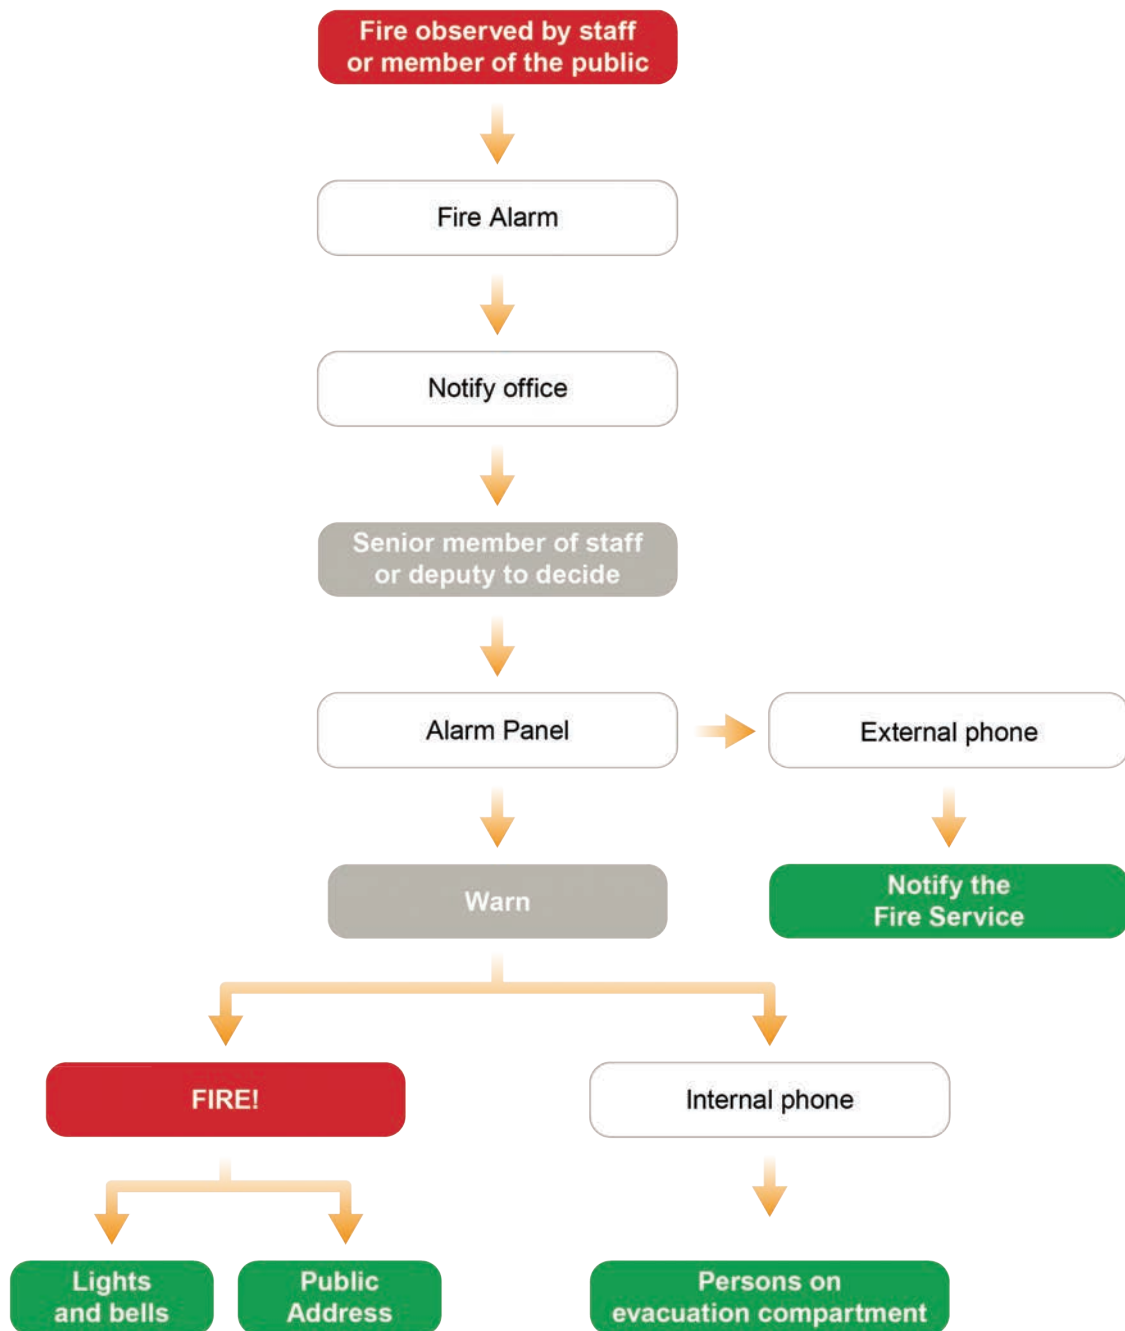 Fire observed by staff
or member of the public
Fire Alarm
Notify office
Senior member of staff
or deputy to decide
Alarm Panel
External phone
Warn
Notify the
Fire Service
FIRE!
Internal phone
Lights
and bells
Public
Address
Persons on
evacuation compartment